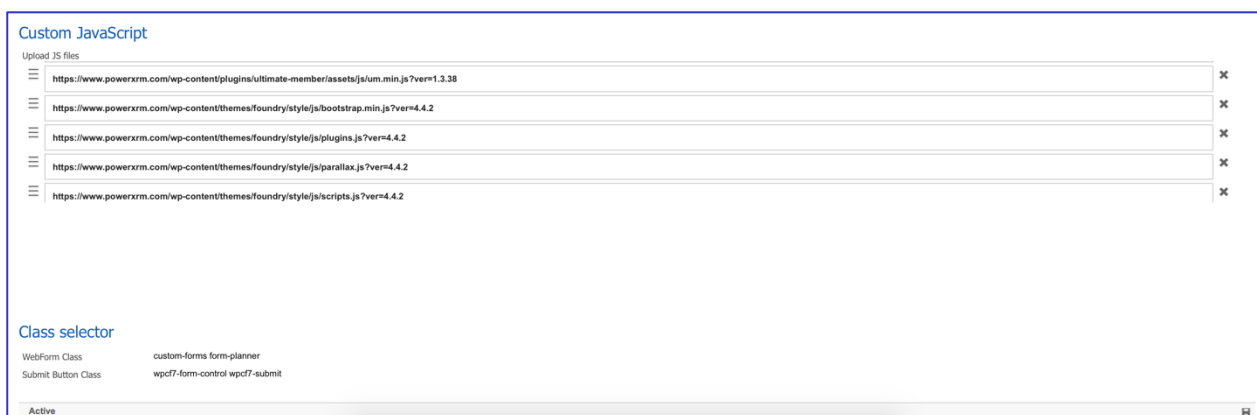 Custom JavaScript
Upload JS files
https://www.powerxrm.com/wp-content/plugins/ultimate-member/assets/js/um.min.js?ver=1.3.38
https://www.powerxrm.com/wp-content/themes/foundry/style/js/bootstrap.min.js?ver=4.4.2
https://www.powerxrm.com/wp-content/themes/foundry/style/js/plugins.js?ver=4.4.2
https://www.powerxrm.com/wp-content/themes/foundry/style/js/parallax.js?ver=4.4.2
https://www.powerxrm.com/wp-content/themes/foundry/style/js/scripts.js?ver=4.4.2
Class selector
WebForm Class custom-forms form-planner
Submit Button Class wpcf7-form-control wpcf7-submit
Active